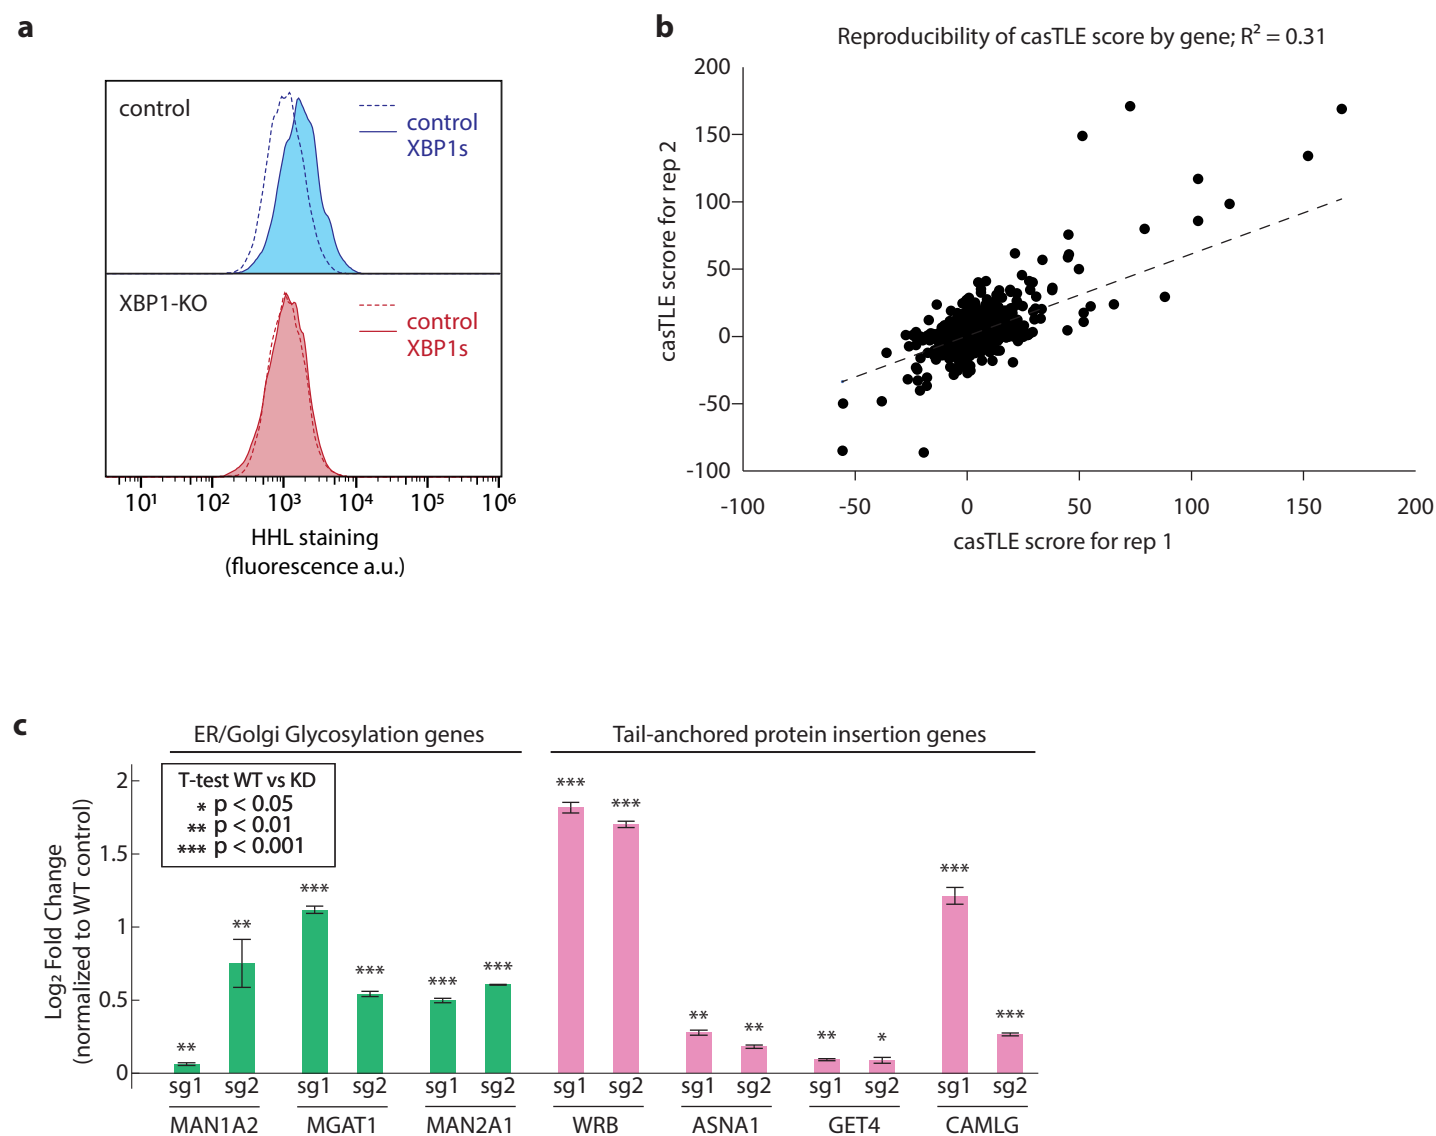 a
control
control
XBP1s
XBP1-KO
control
XBP1s
10¹ 10² 10³ 10⁴ 10⁵ 10⁶
HHL staining
(fluorescence a.u.)
b
Reproducibility of casTLE score by gene; R² = 0.31
200
150
100
50
0
-50
-100
casTLE score for rep 2
-100 -50 0 50 100 150 200
casTLE scrore for rep 1
c
ER/Golgi Glycosylation genes
Tail-anchored protein insertion genes
T-test WT vs KD
* p < 0.05
** p < 0.01
*** p < 0.001
Log₂ Fold Change
(normalized to WT control)
2
1.5
1
0.5
0
** ** *** *** *** *** *** *** ** ** ** * *** ***
sg1 sg2 sg1 sg2 sg1 sg2 sg1 sg2 sg1 sg2 sg1 sg2 sg1 sg2
MAN1A2 MGAT1 MAN2A1 WRB ASNA1 GET4 CAMLG